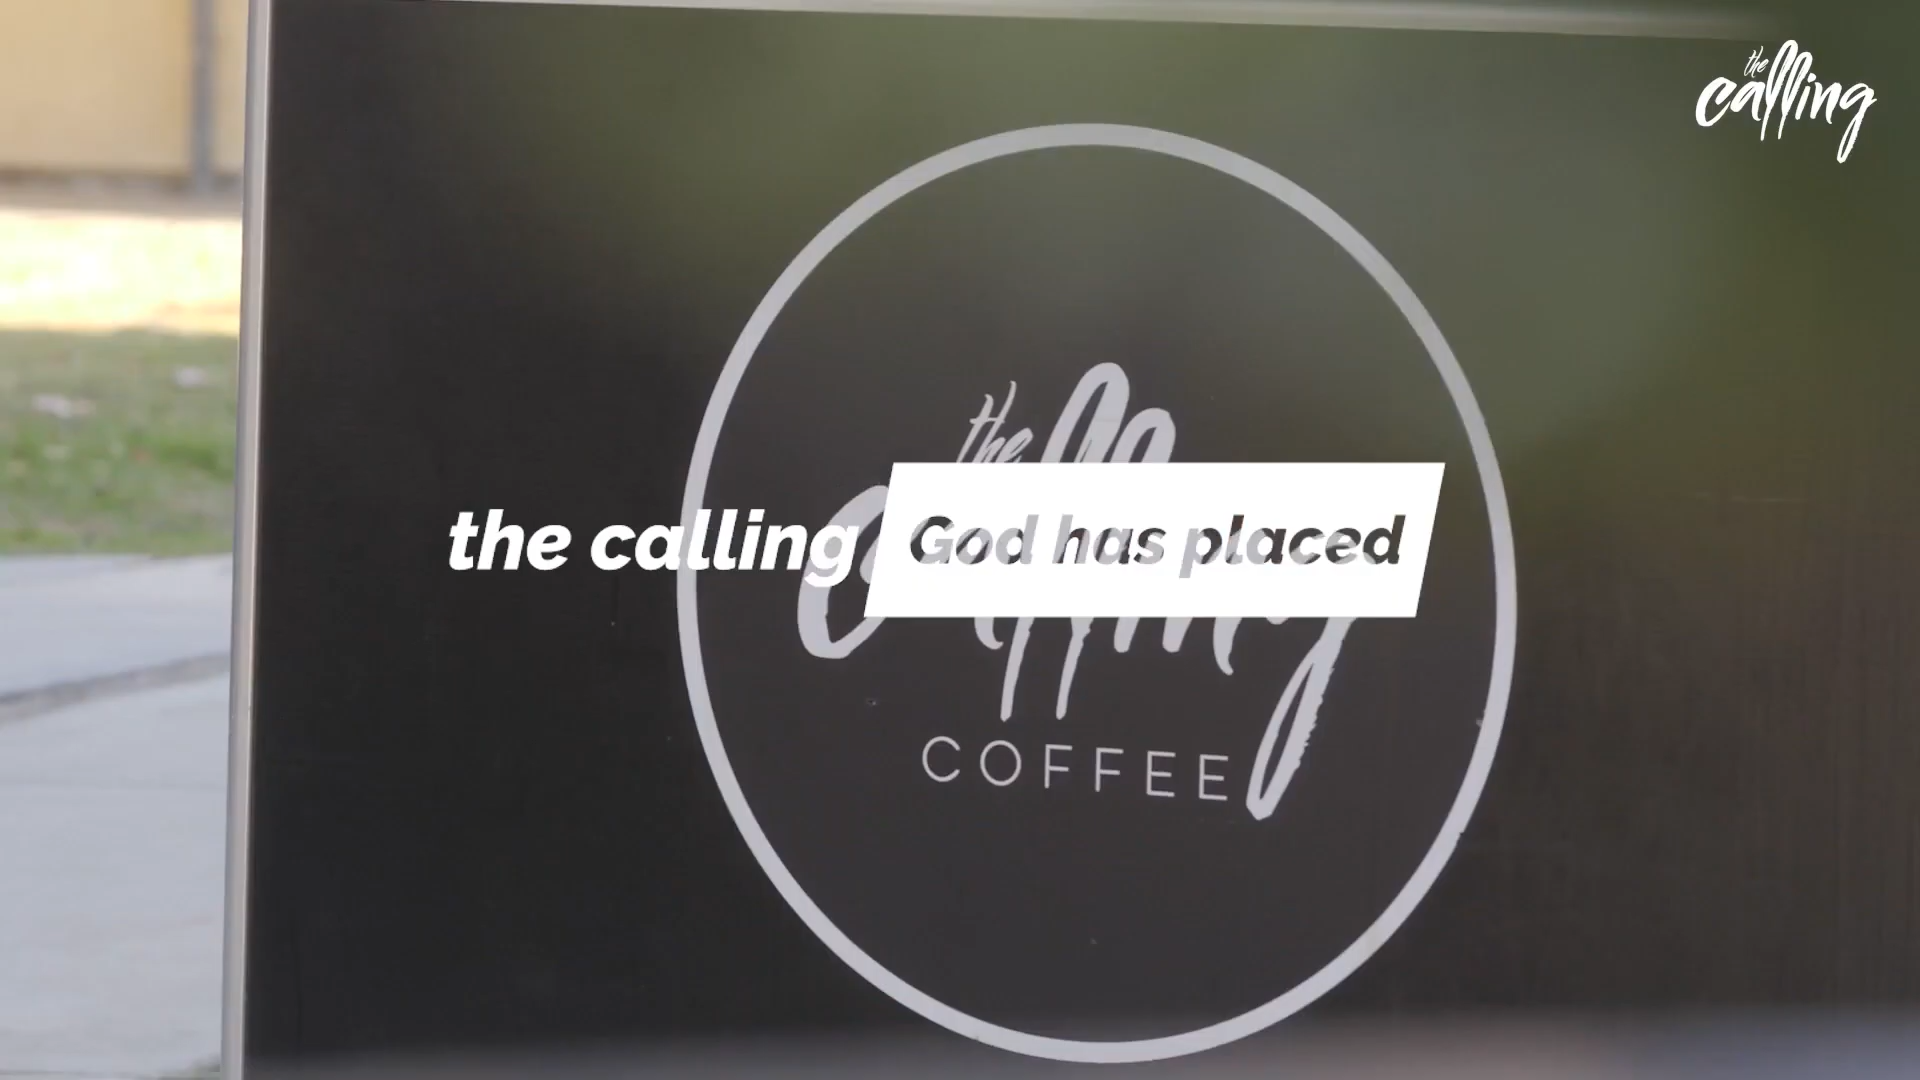 the
calling
the
calling
the calling God has placed
COFFEE